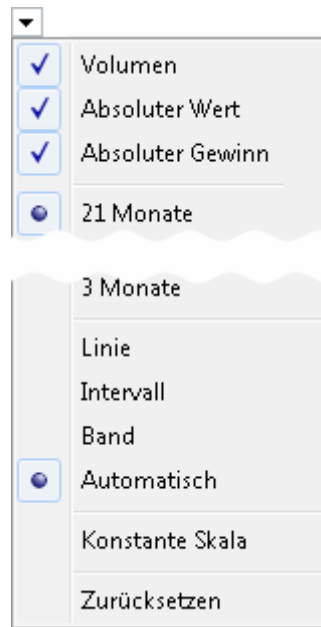 Volumen
Absoluter Wert
Absoluter Gewinn
21 Monate
3 Monate
Linie
Intervall
Band
Automatisch
Konstante Skala
Zurücksetzen